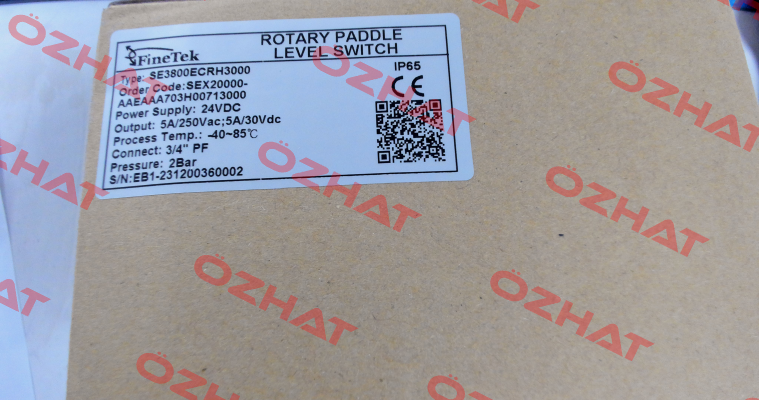 FineTek
ROTARY PADDLE
LEVEL SWITCH
Type: SE3800ECRH3000
Order Code:SEX20000-
AAEAAA703H00713000
Power Supply: 24VDC
Output: 5A/250Vac;5A/30Vdc
Process Temp.: -40~85℃
Connect: 3/4" PF
Pressure: 2Bar
S/N:EB1-231200360002
IP65
CE
ÖZHAT
ÖZHAT
ÖZHAT
ÖZHAT
ÖZHAT
ÖZHAT
ÖZHAT
ÖZHAT
ÖZHAT
ÖZHAT